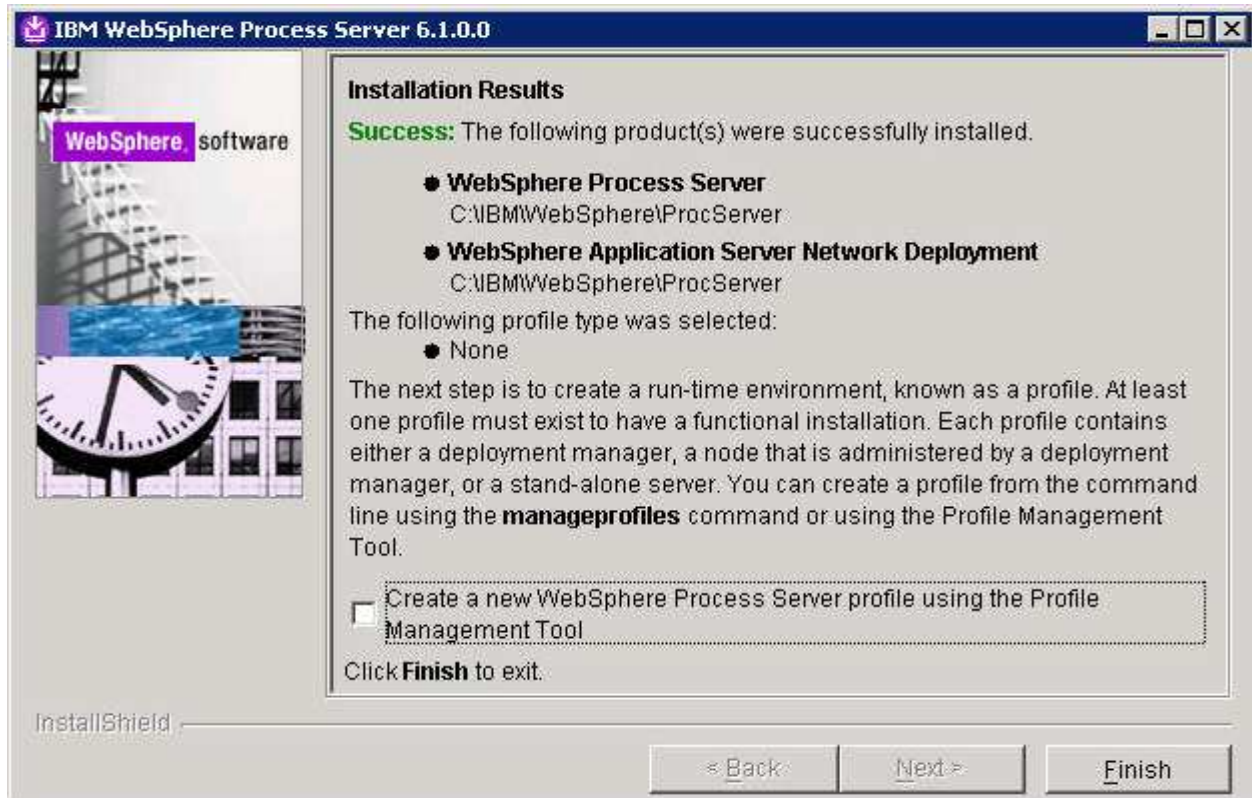 IBM WebSphere Process Server 6.1.0.0
WebSphere. software
Installation Results
Success: The following product(s) were successfully installed.
WebSphere Process Server
C:\IBM\WebSphere\ProcServer
WebSphere Application Server Network Deployment
C:\IBM\WebSphere\ProcServer
The following profile type was selected:
None
The next step is to create a run-time environment, known as a profile. At least
one profile must exist to have a functional installation. Each profile contains
either a deployment manager, a node that is administered by a deployment
manager, or a stand-alone server. You can create a profile from the command
line using the manageprofiles command or using the Profile Management
Tool.
Create a new WebSphere Process Server profile using the Profile
Management Tool
Click Finish to exit.
InstallShield
< Back
Next >
Finish